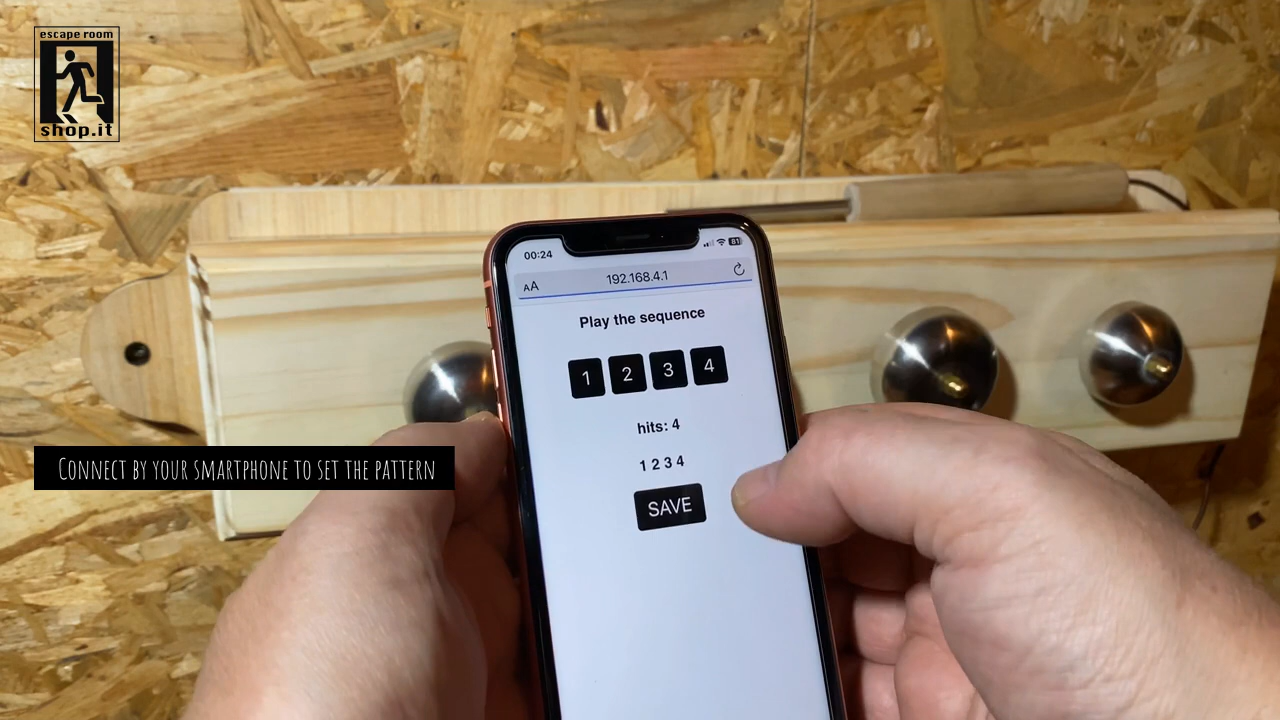 escape room
shop.it
00:24
81
AA
192.168.4.1
Play the sequence
1 2 3 4
hits: 4
1 2 3 4
SAVE
CONNECT BY YOUR SMARTPHONE TO SET THE PATTERN